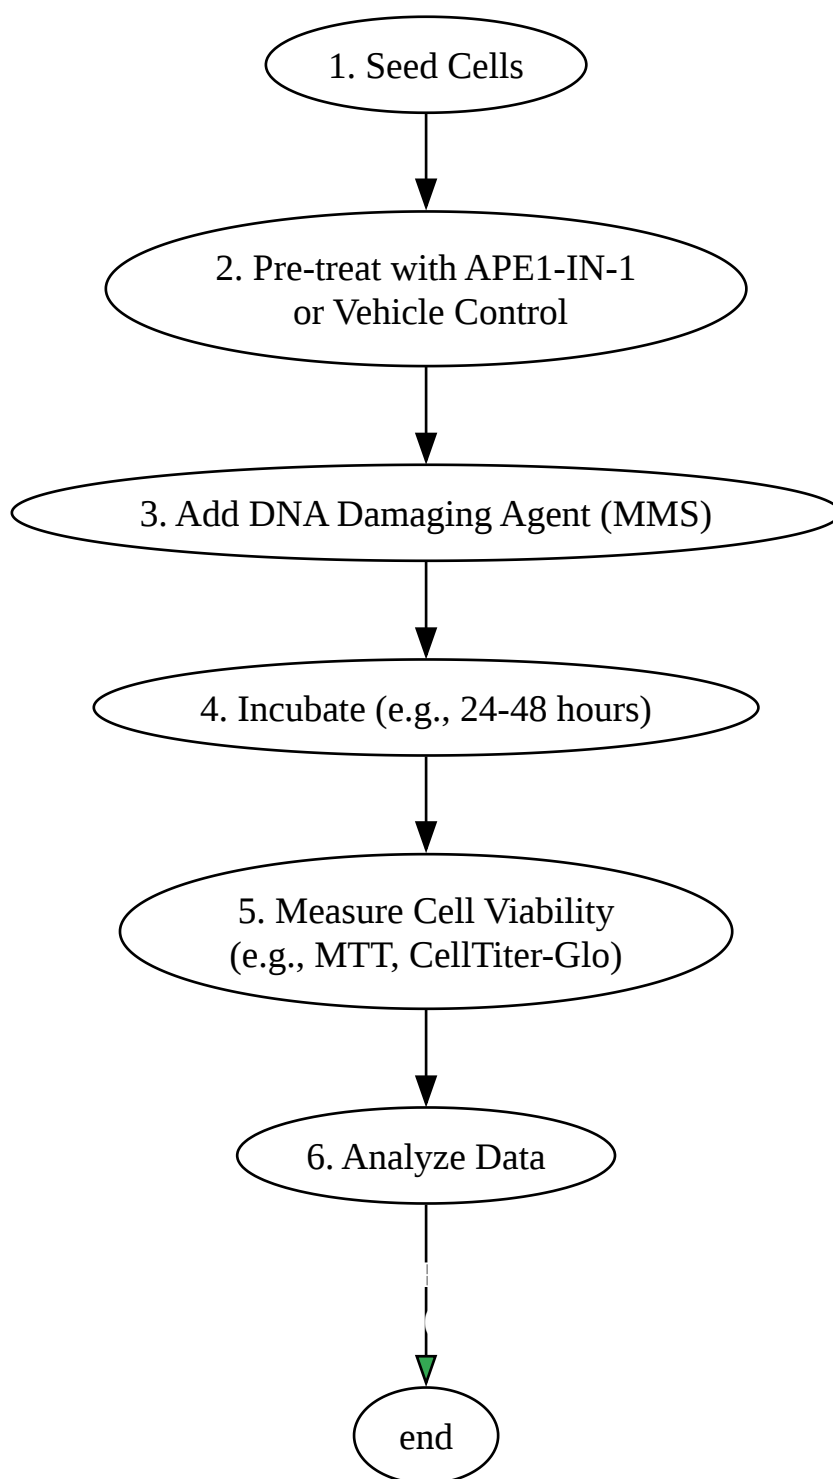 1. Seed Cells
2. Pre-treat with APE1-IN-1
or Vehicle Control
3. Add DNA Damaging Agent (MMS)
4. Incubate (e.g., 24-48 hours)
5. Measure Cell Viability
(e.g., MTT, CellTiter-Glo)
6. Analyze Data
end